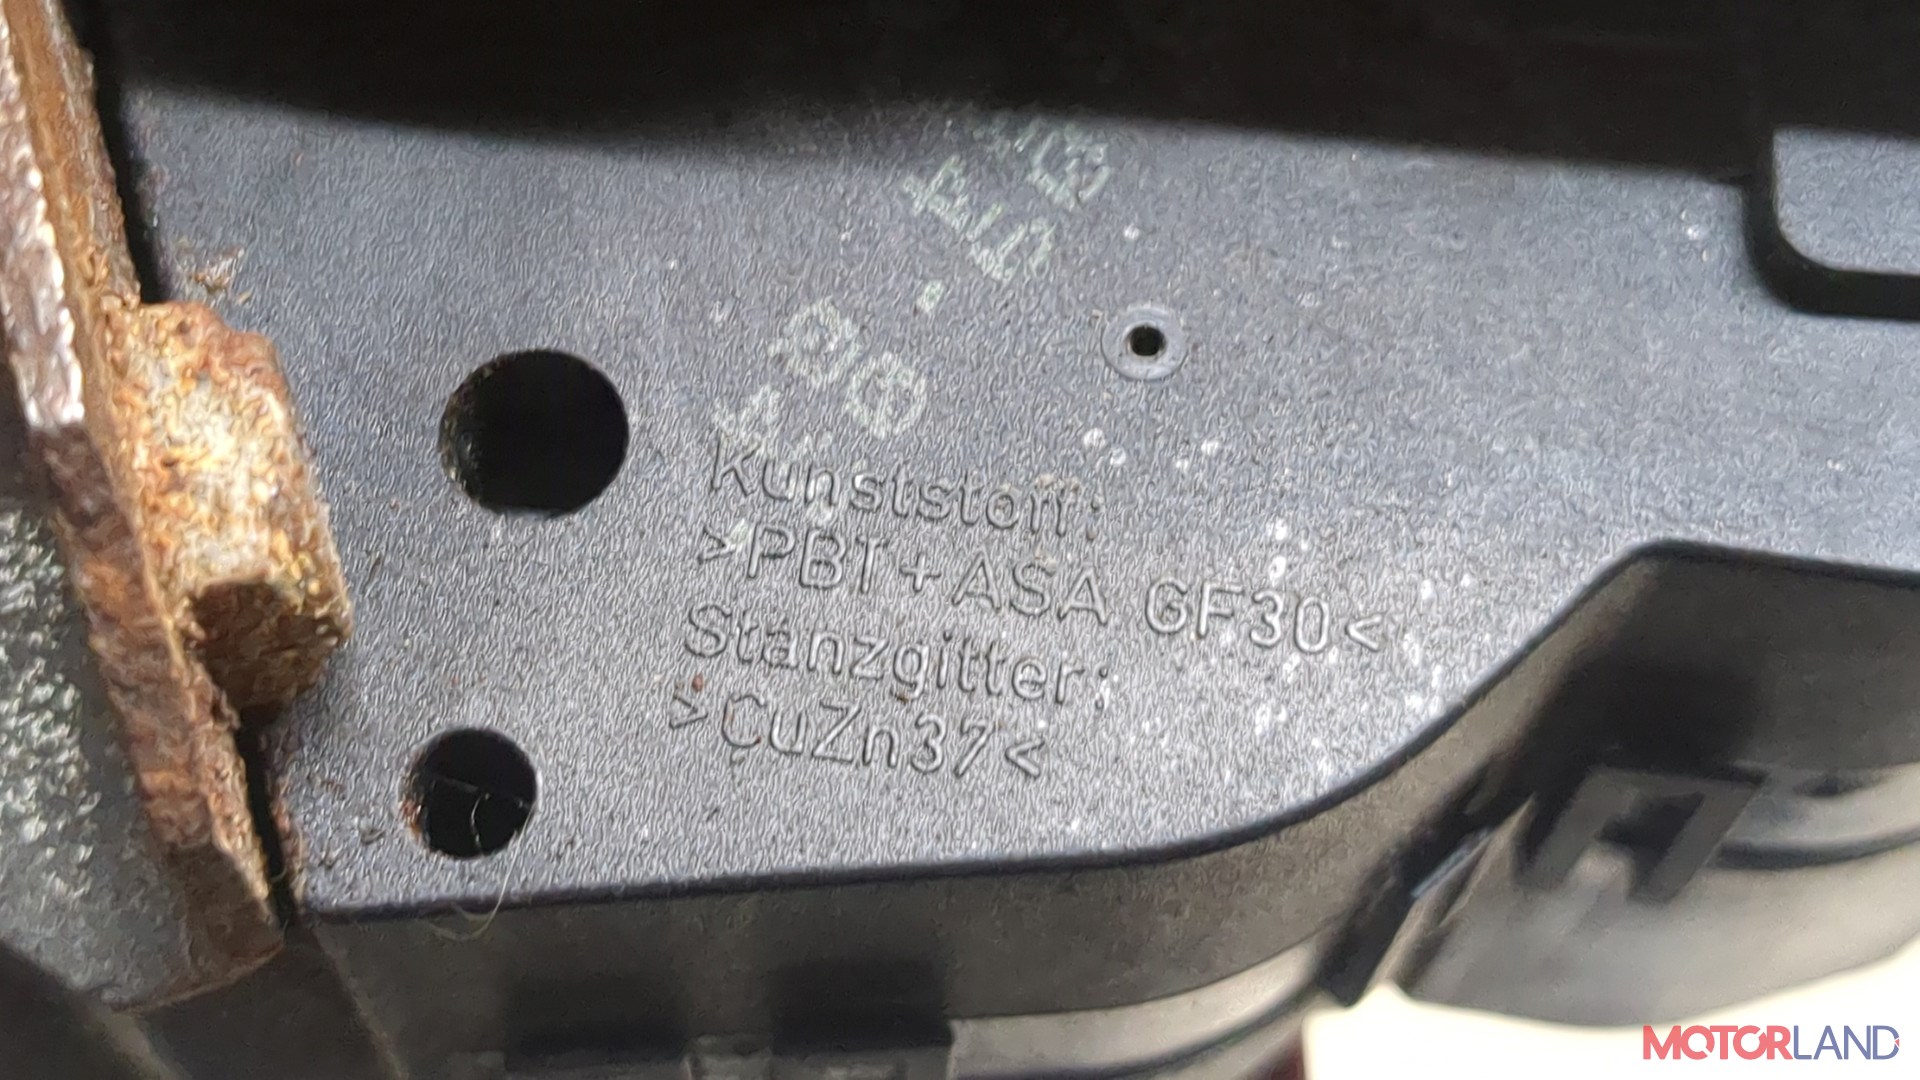 Kunststoff:
>PBT+ASA GF30<
Stanzgitter:
>CuZn37<
MOTORLAND